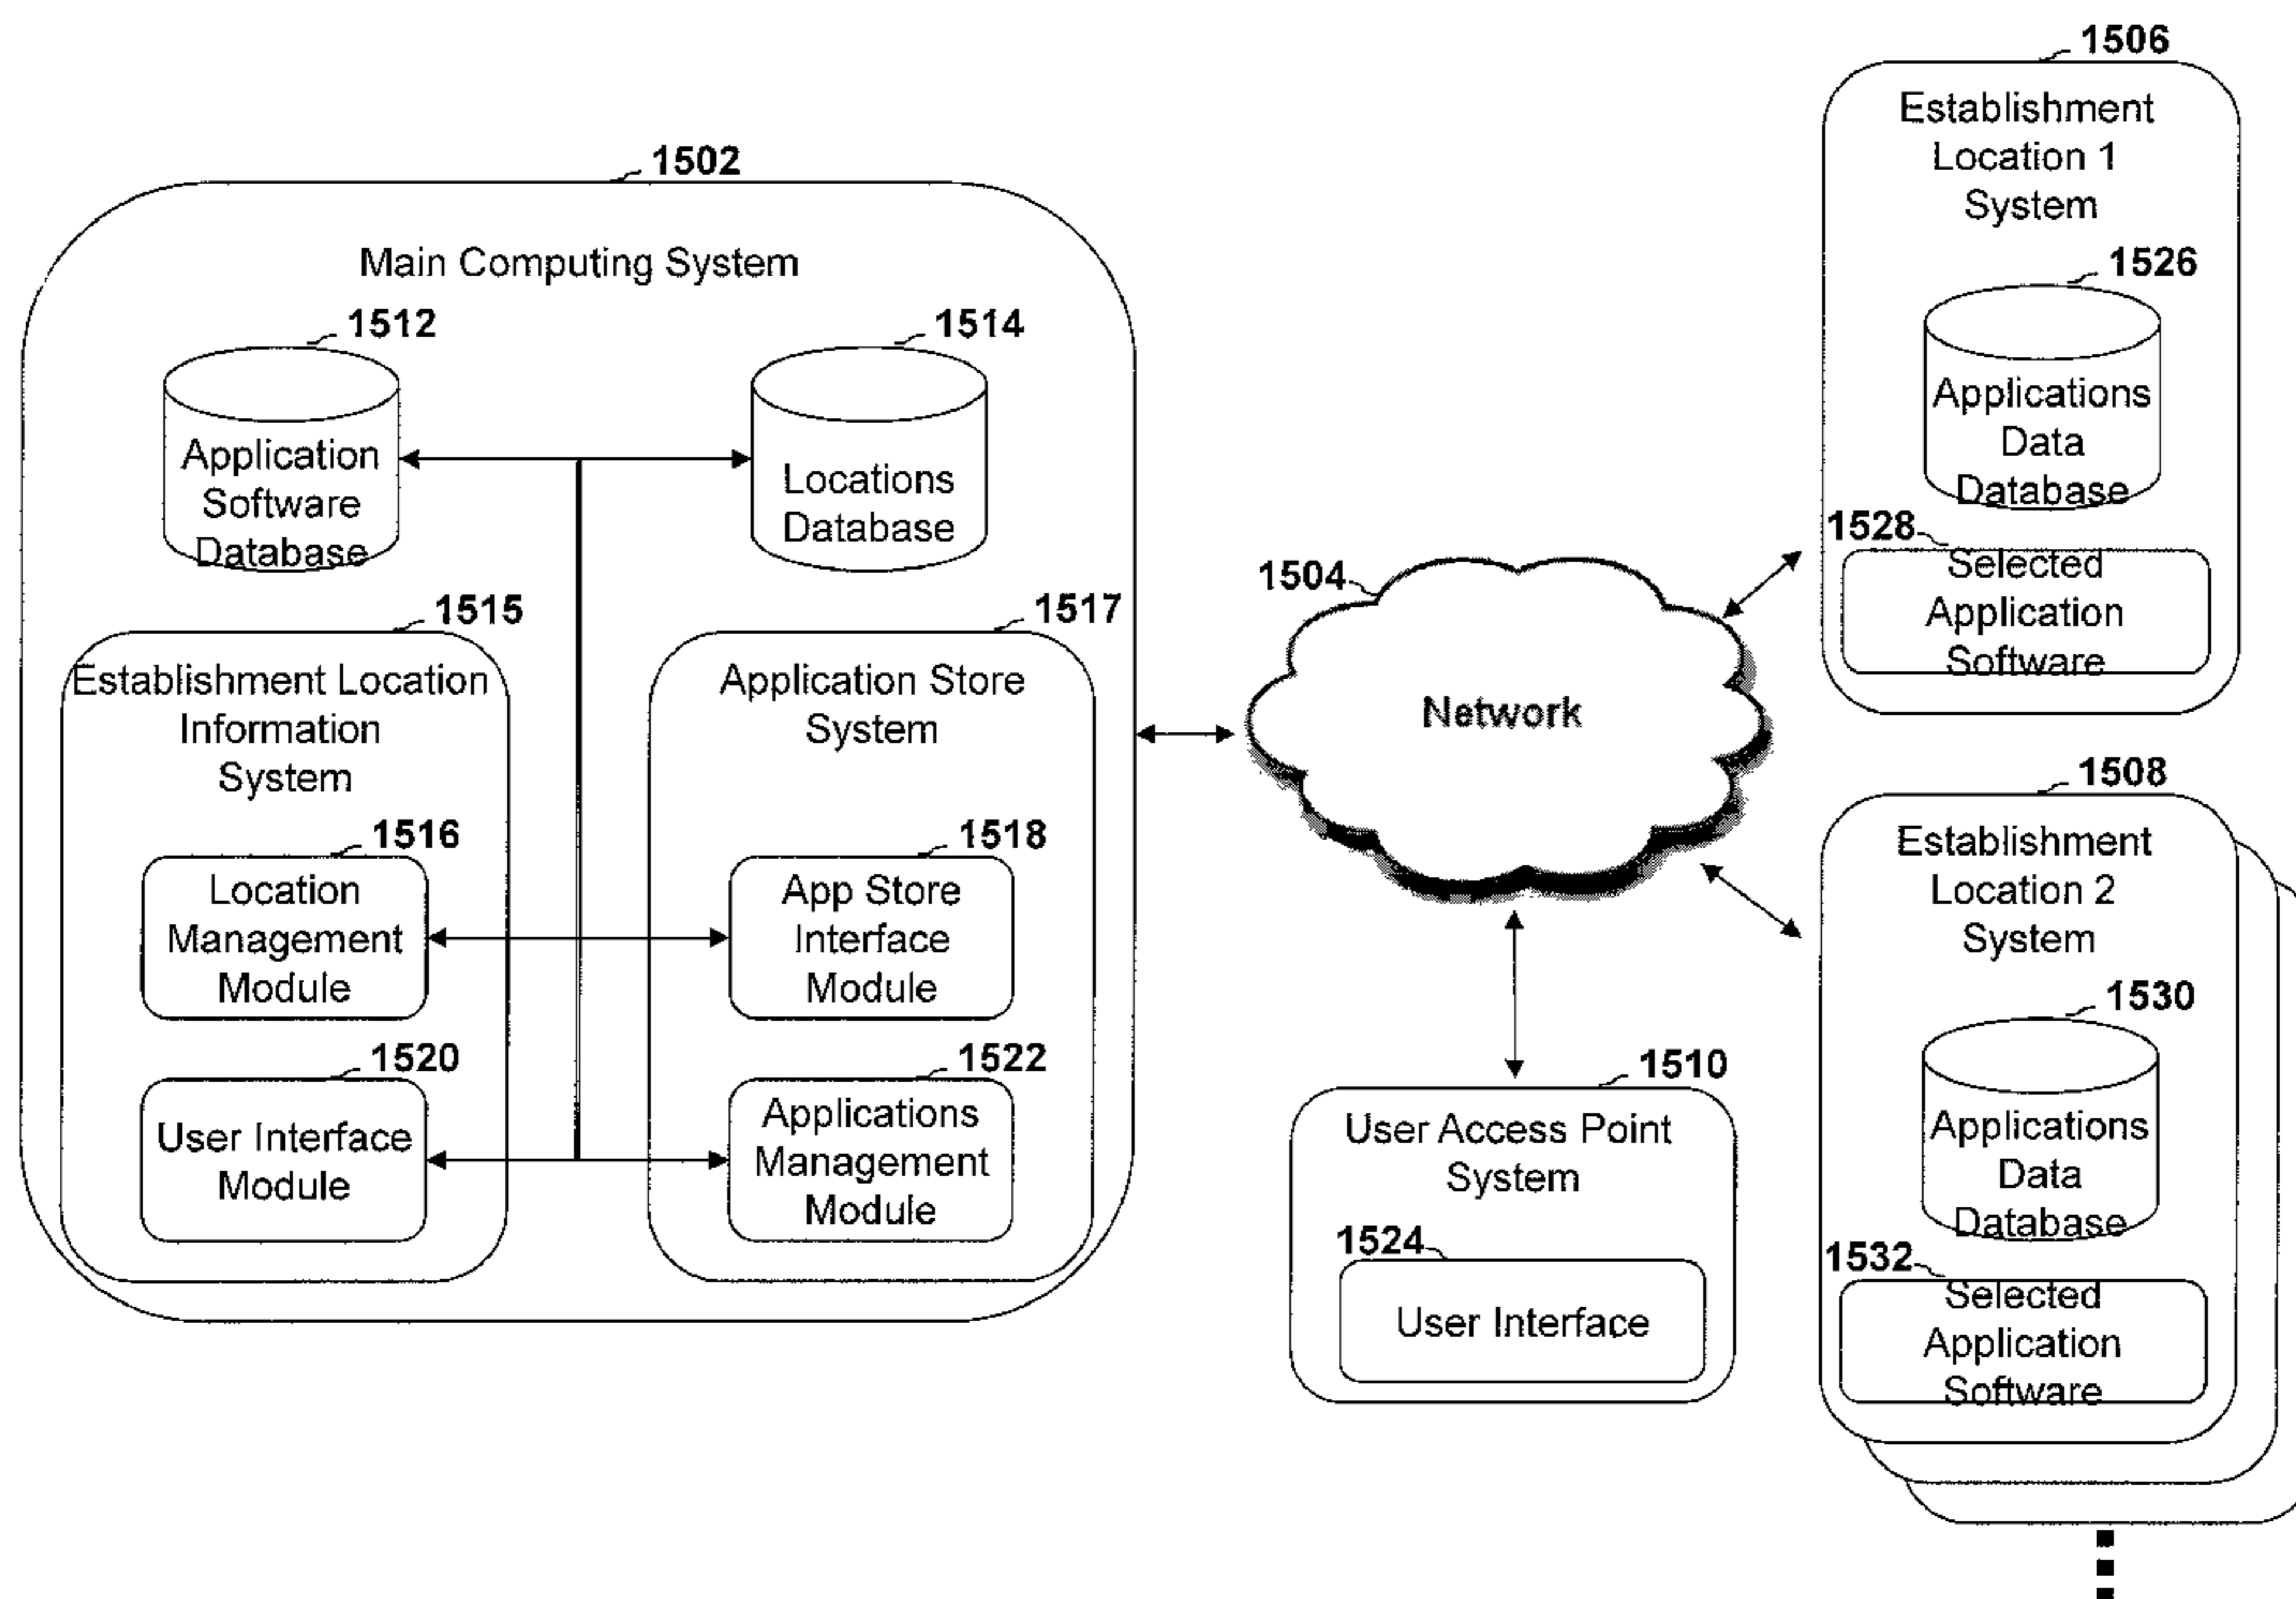 1502
Main Computing System
1512
Application
Software
Database
1514
Locations
Database
1515
Establishment Location
Information
System
1516
Location
Management
Module
1520
User Interface
Module
1517
Application Store
System
1518
App Store
Interface
Module
1522
Applications
Management
Module
1504
Network
1510
User Access Point
System
1524
User Interface
1506
Establishment
Location 1
System
1526
Applications
Data
Database
1528
Selected
Application
Software
1508
Establishment
Location 2
System
1530
Applications
Data
Database
1532
Selected
Application
Software